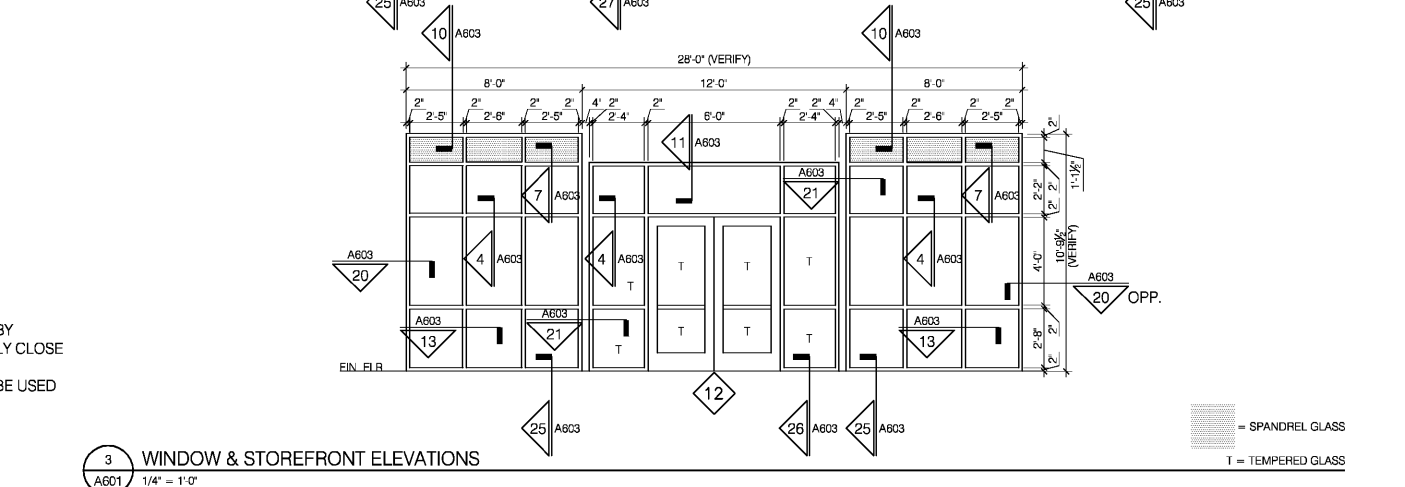 25 A603
27 A603
25 A603
10 A603
10 A603
28'-0" (VERIFY)
8'-0" 12'-0" 8'-0"
2" 2" 2" 2" 4" 2" 2" 2" 2" 4" 2" 2" 2" 2"
2'-5" 2'-6" 2'-5" 2'-4" 6'-0" 2'-4" 2'-5" 2'-6" 2'-5"
2"
11 A603
1'-1½"
A603
21
7 A603
7 A603
2'-2" 2" 2"
4 A603
4 A603
4 A603
A603
20
T T T T
4'-0"
10'-9½"
(VERIFY)
A603
20 OPP.
A603
13
A603
21
T T T T
A603
13
2'-8" 2" 2"
FIN. FLR.
BY
LY CLOSE
BE USED
12
25 A603
26 A603
25 A603
= SPANDREL GLASS
T = TEMPERED GLASS
3
A601
WINDOW & STOREFRONT ELEVATIONS
1/4" = 1'-0"